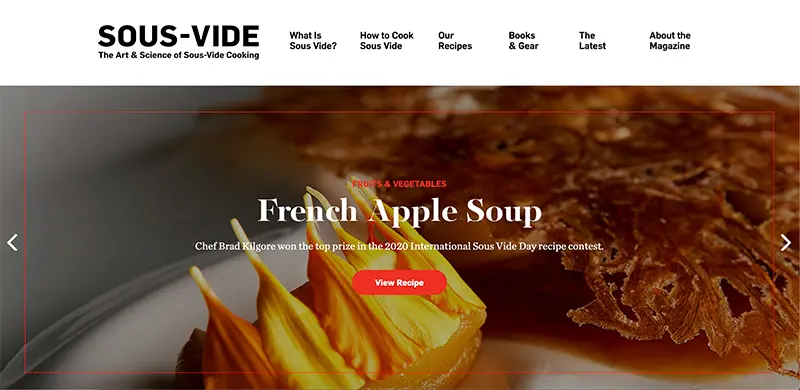 SOUS-VIDE
The Art & Science of Sous-Vide Cooking
What Is
Sous Vide?
How to Cook
Sous Vide
Our
Recipes
Books
& Gear
The
Latest
About the
Magazine
FRUITS & VEGETABLES
French Apple Soup
Chef Brad Kilgore won the top prize in the 2020 International Sous Vide Day recipe contest.
View Recipe